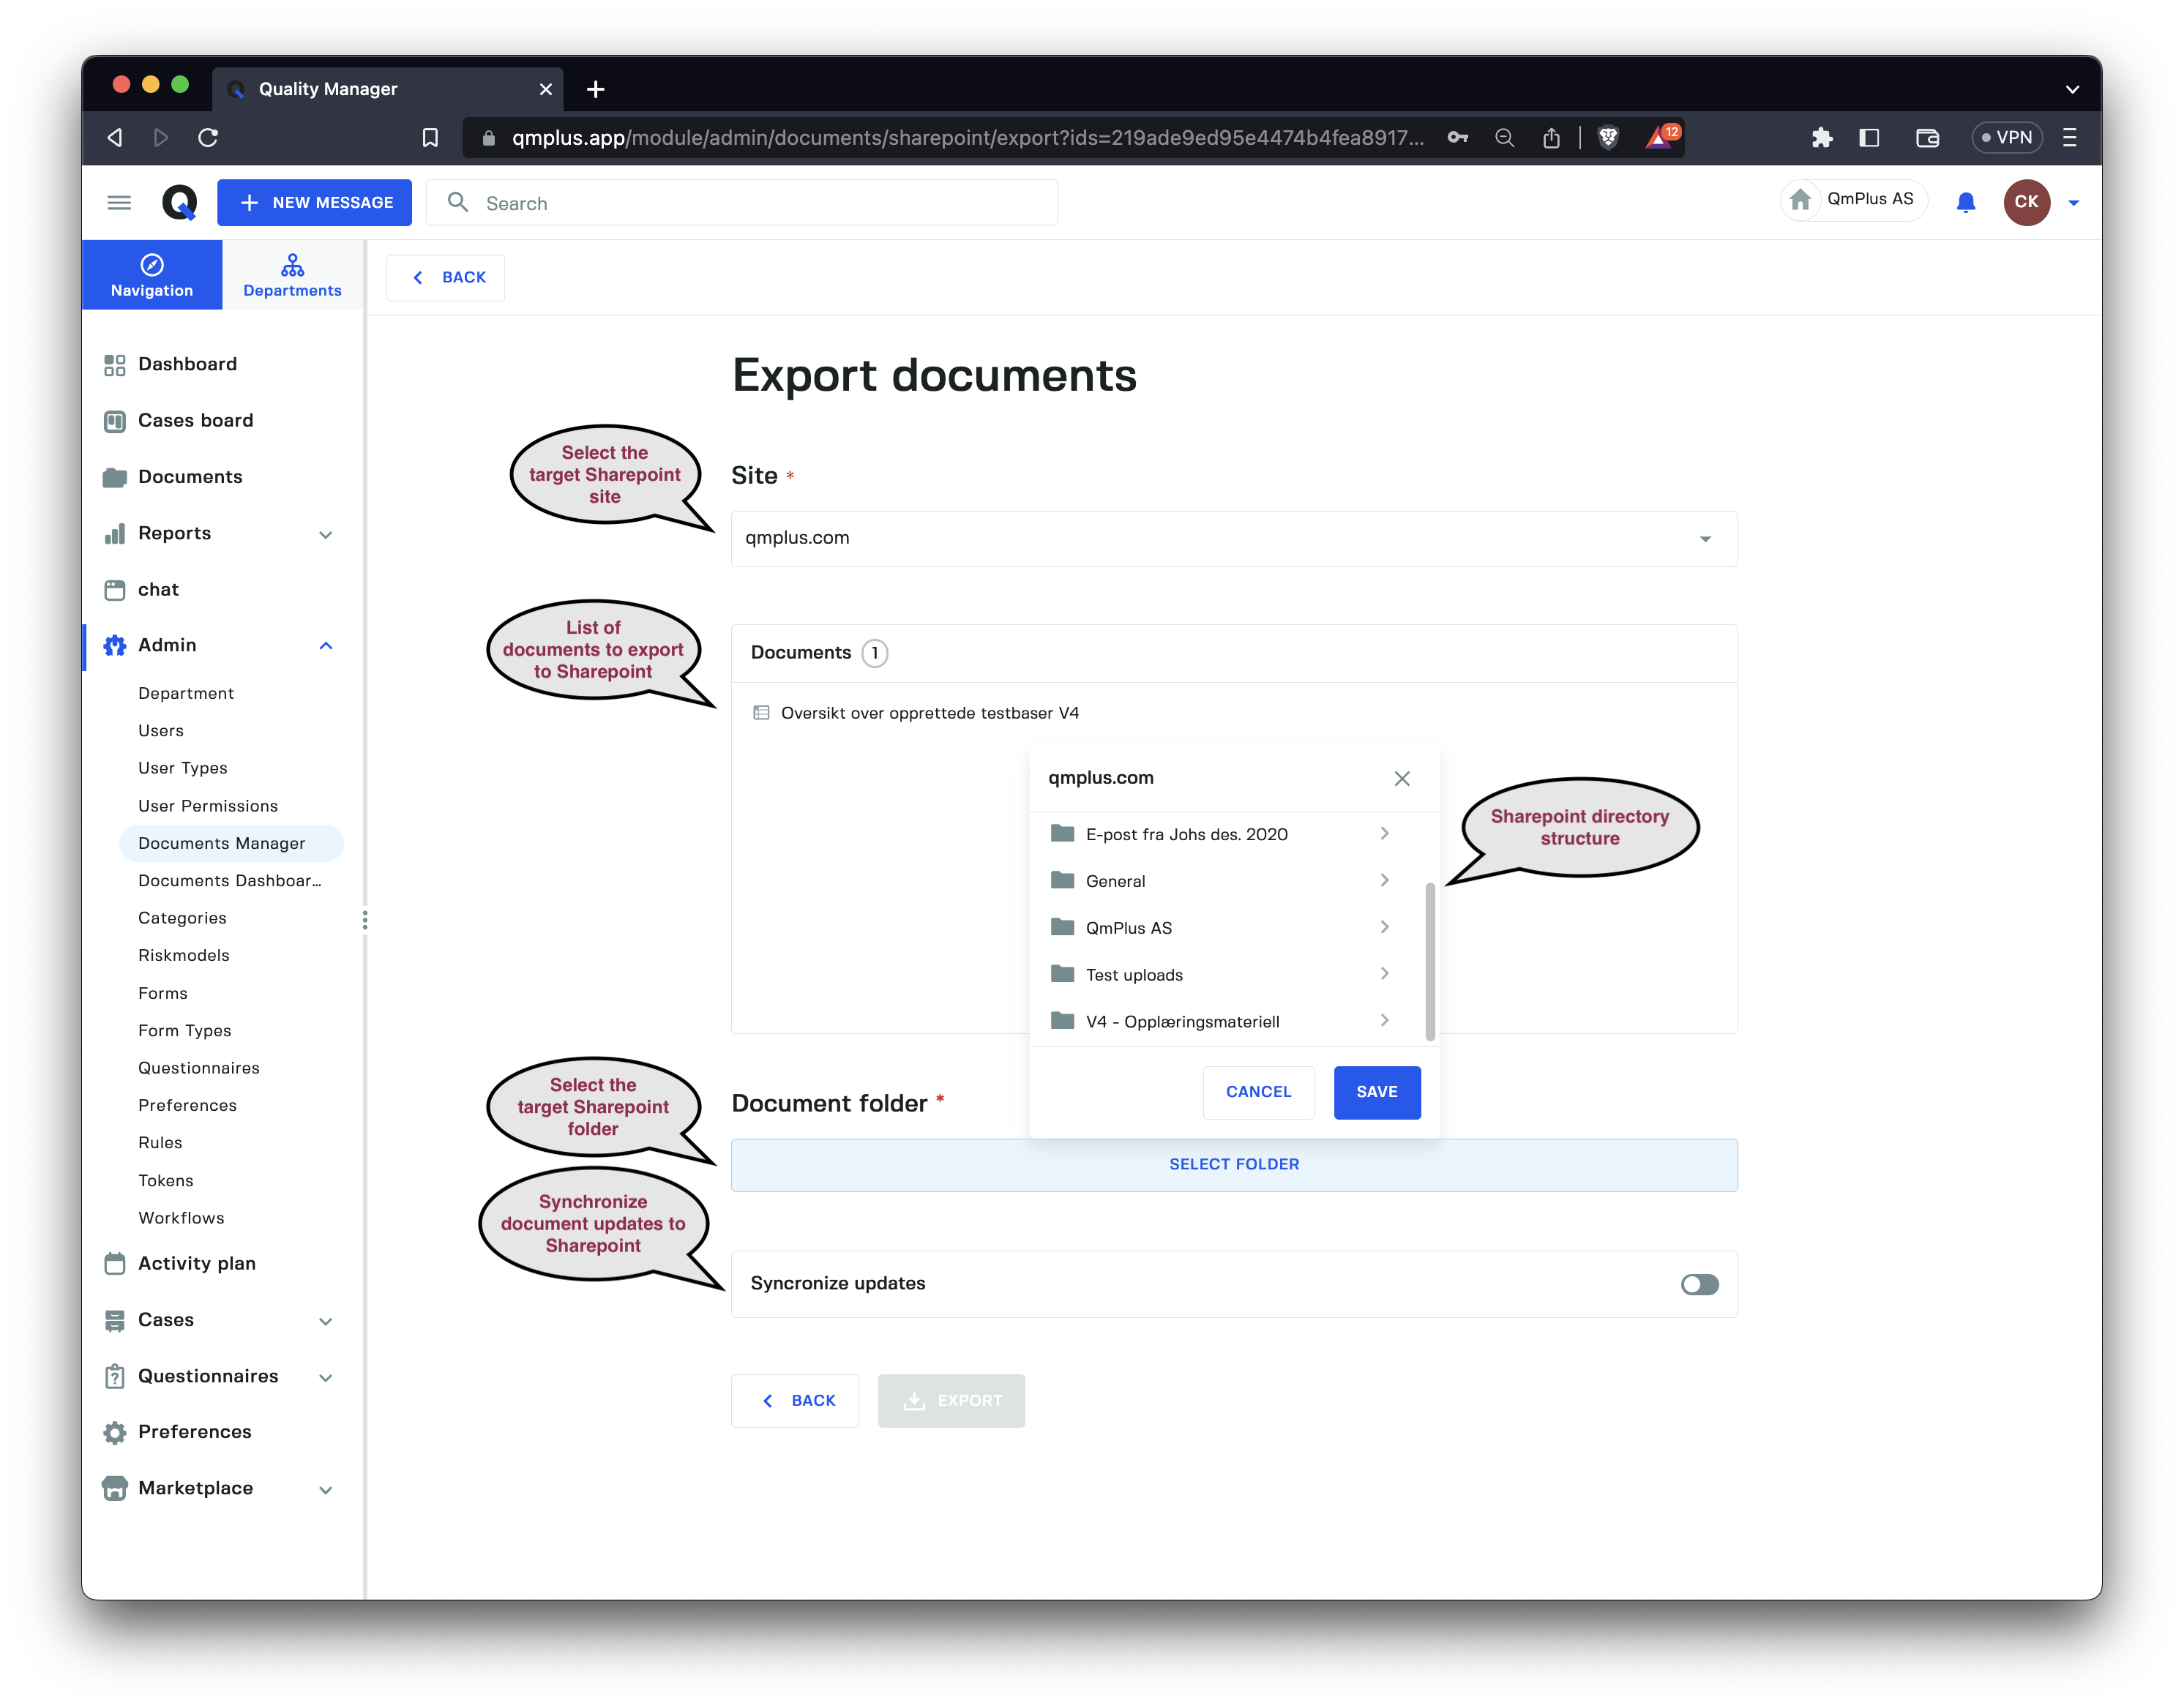 Quality Manager
qmplus.app/module/admin/documents/sharepoint/export?ids=219ade9ed95e4474b4fea8917...
12
VPN
NEW MESSAGE
Search
QmPlus AS
CK
Navigation
Departments
BACK
Dashboard
Cases board
Documents
Reports
chat
Admin
Department
Users
User Types
User Permissions
Documents Manager
Documents Dashboar...
Categories
Riskmodels
Forms
Form Types
Questionnaires
Preferences
Rules
Tokens
Workflows
Activity plan
Cases
Questionnaires
Preferences
Marketplace
Export documents
Select the
target Sharepoint
site
Site *
qmplus.com
List of
documents to export
to Sharepoint
Documents 1
Oversikt over opprettede testbaser V4
qmplus.com
E-post fra Johs des. 2020
General
QmPlus AS
Test uploads
V4 - Opplæringsmateriell
CANCEL
SAVE
Sharepoint directory
structure
Select the
target Sharepoint
folder
Document folder *
SELECT FOLDER
Synchronize
document updates to
Sharepoint
Syncronize updates
BACK
EXPORT